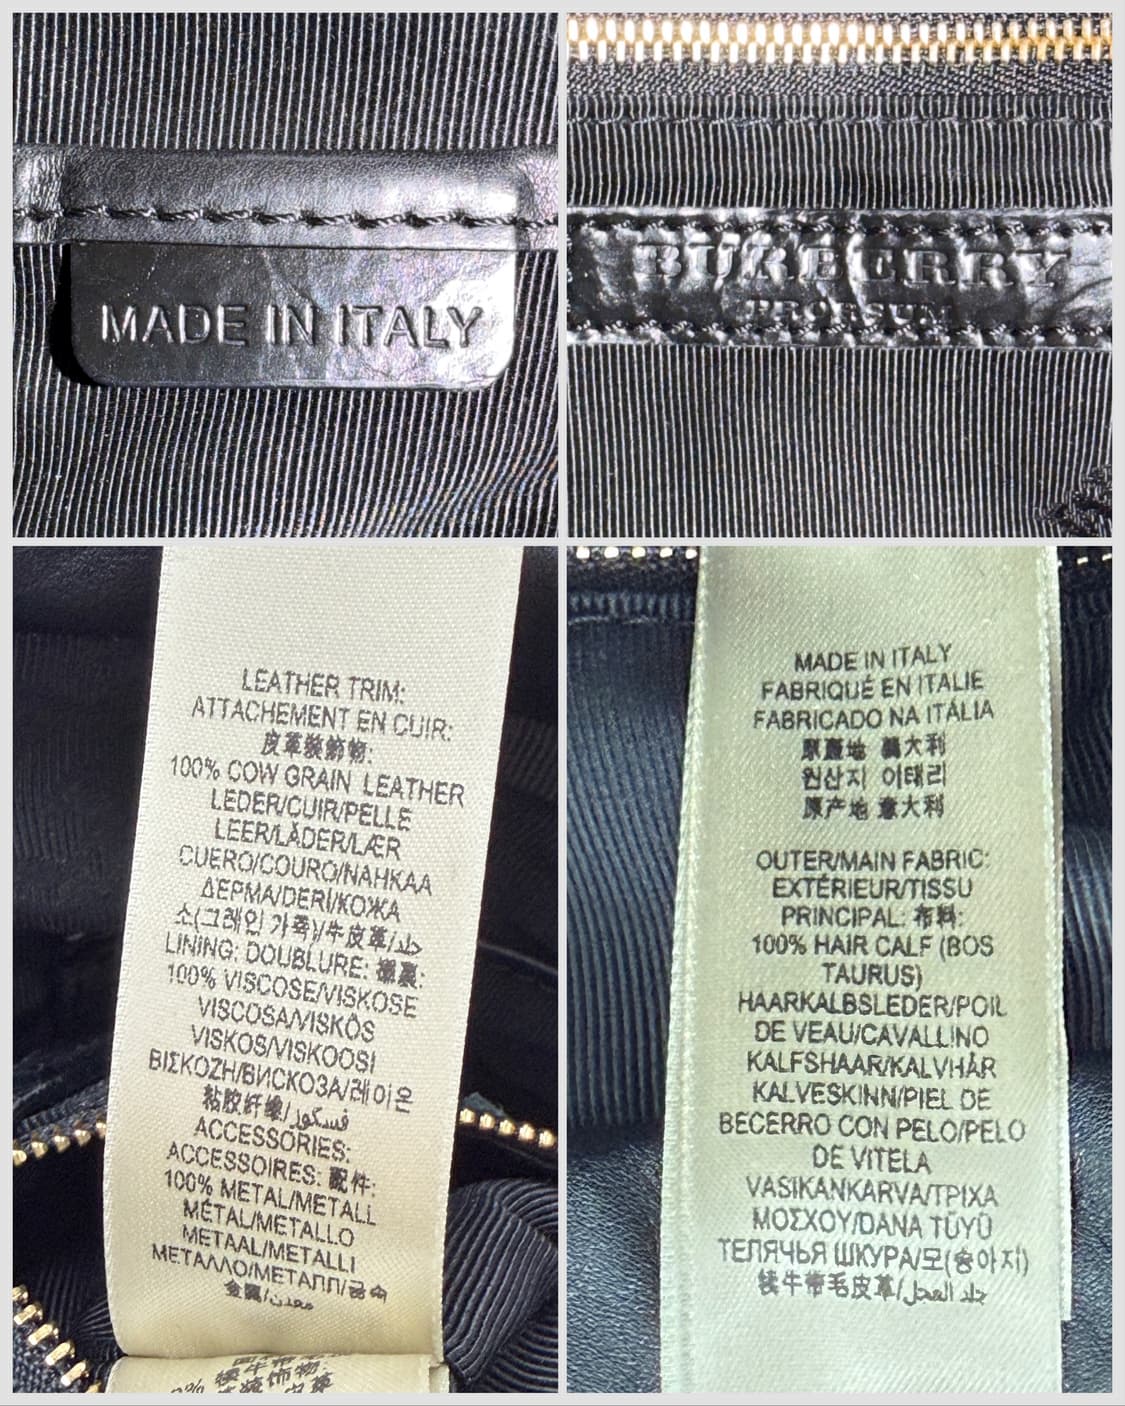 MADE IN ITALY
BURBERRY
PRORSUM
LEATHER TRIM:
ATTACHEMENT EN CUIR:
皮革裝飾物:
100% COW GRAIN LEATHER
LEDER/CUIR/PELLE
LEER/LÄDER/LÆR
CUERO/COURO/NAHKAA
ΔΕΡΜΑ/DERI/КОЖА
소(그레인 가죽)/牛皮革/جلد
LINING: DOUBLURE: 襯裏:
100% VISCOSE/VISKOSE
VISCOSA/VISKÓS
VISKOS/VISKOOSI
ΒΙΣΚΟΖΗ/ВИСКОЗА/레이온
粘胶纤维/فسكوز
ACCESSORIES:
ACCESSOIRES: 配件:
100% METAL/METALL
MÉTAL/METALLO
METAAL/METALLI
ΜΕΤΑΛΛΟ/МЕТАЛЛ/금속
金属/معدن
MADE IN ITALY
FABRIQUÉ EN ITALIE
FABRICADO NA ITÁLIA
原產地 義大利
원산지 이태리
原产地 意大利
OUTER/MAIN FABRIC:
EXTÉRIEUR/TISSU
PRINCIPAL: 布料:
100% HAIR CALF (BOS
TAURUS)
HAARKALBSLEDER/POIL
DE VEAU/CAVALLINO
KALFSHAAR/KALVHÅR
KALVESKINN/PIEL DE
BECERRO CON PELO/PELO
DE VITELA
VASIKANKARVA/ΤΡΙΧΑ
ΜΟΣΧΟΥ/DANA TÜYÜ
ТЕЛЯЧЬЯ ШКУРА/모(송아지)
犊牛带毛皮革/جلد العجل